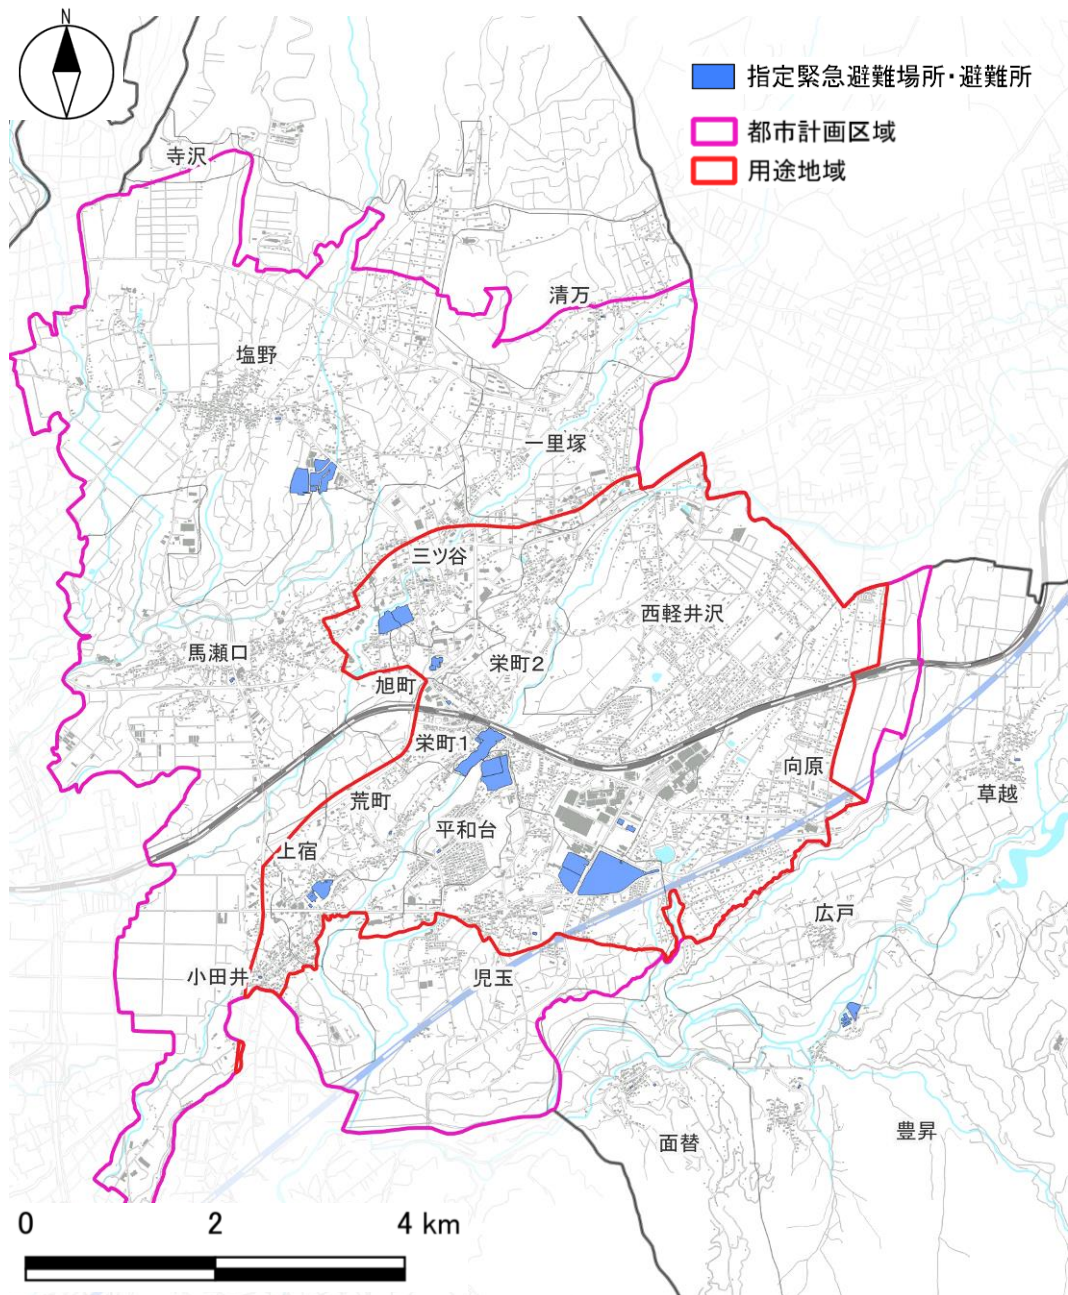 N
指定緊急避難場所・避難所
都市計画区域
用途地域
寺沢
清万
塩野
一里塚
三ツ谷
西軽井沢
馬瀬口
栄町2
旭町
栄町1
向原
草越
荒町
平和台
上宿
広戸
小田井
児玉
面替
豊昇
0 2 4 km